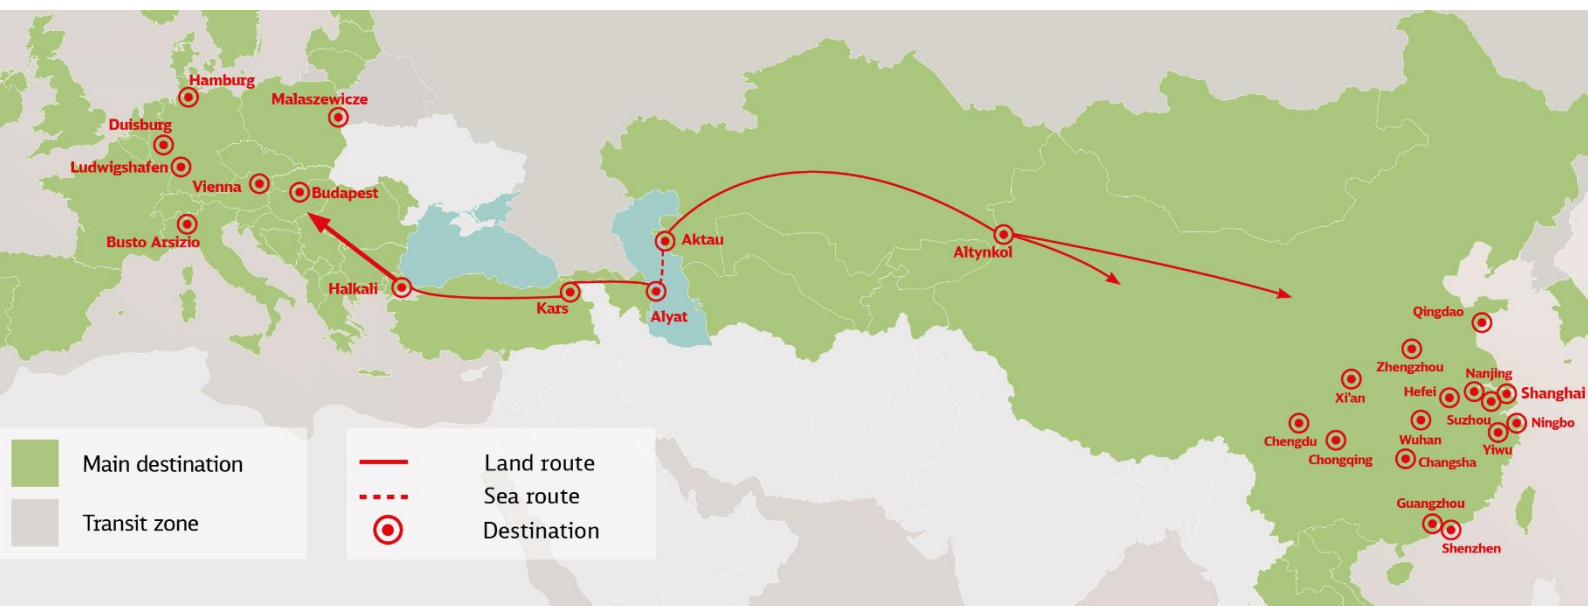 Hamburg
Malaszewicze
Duisburg
Ludwigshafen
Vienna
Budapest
Busto Arsizio
Halkali
Kars
Alyat
Aktau
Altynkol
Qingdao
Zhengzhou
Nanjing
Xi'an
Hefei
Shanghai
Suzhou
Ningbo
Chengdu
Wuhan
Yiwu
Chongqing
Changsha
Guangzhou
Shenzhen
Main destination
Transit zone
Land route
Sea route
Destination